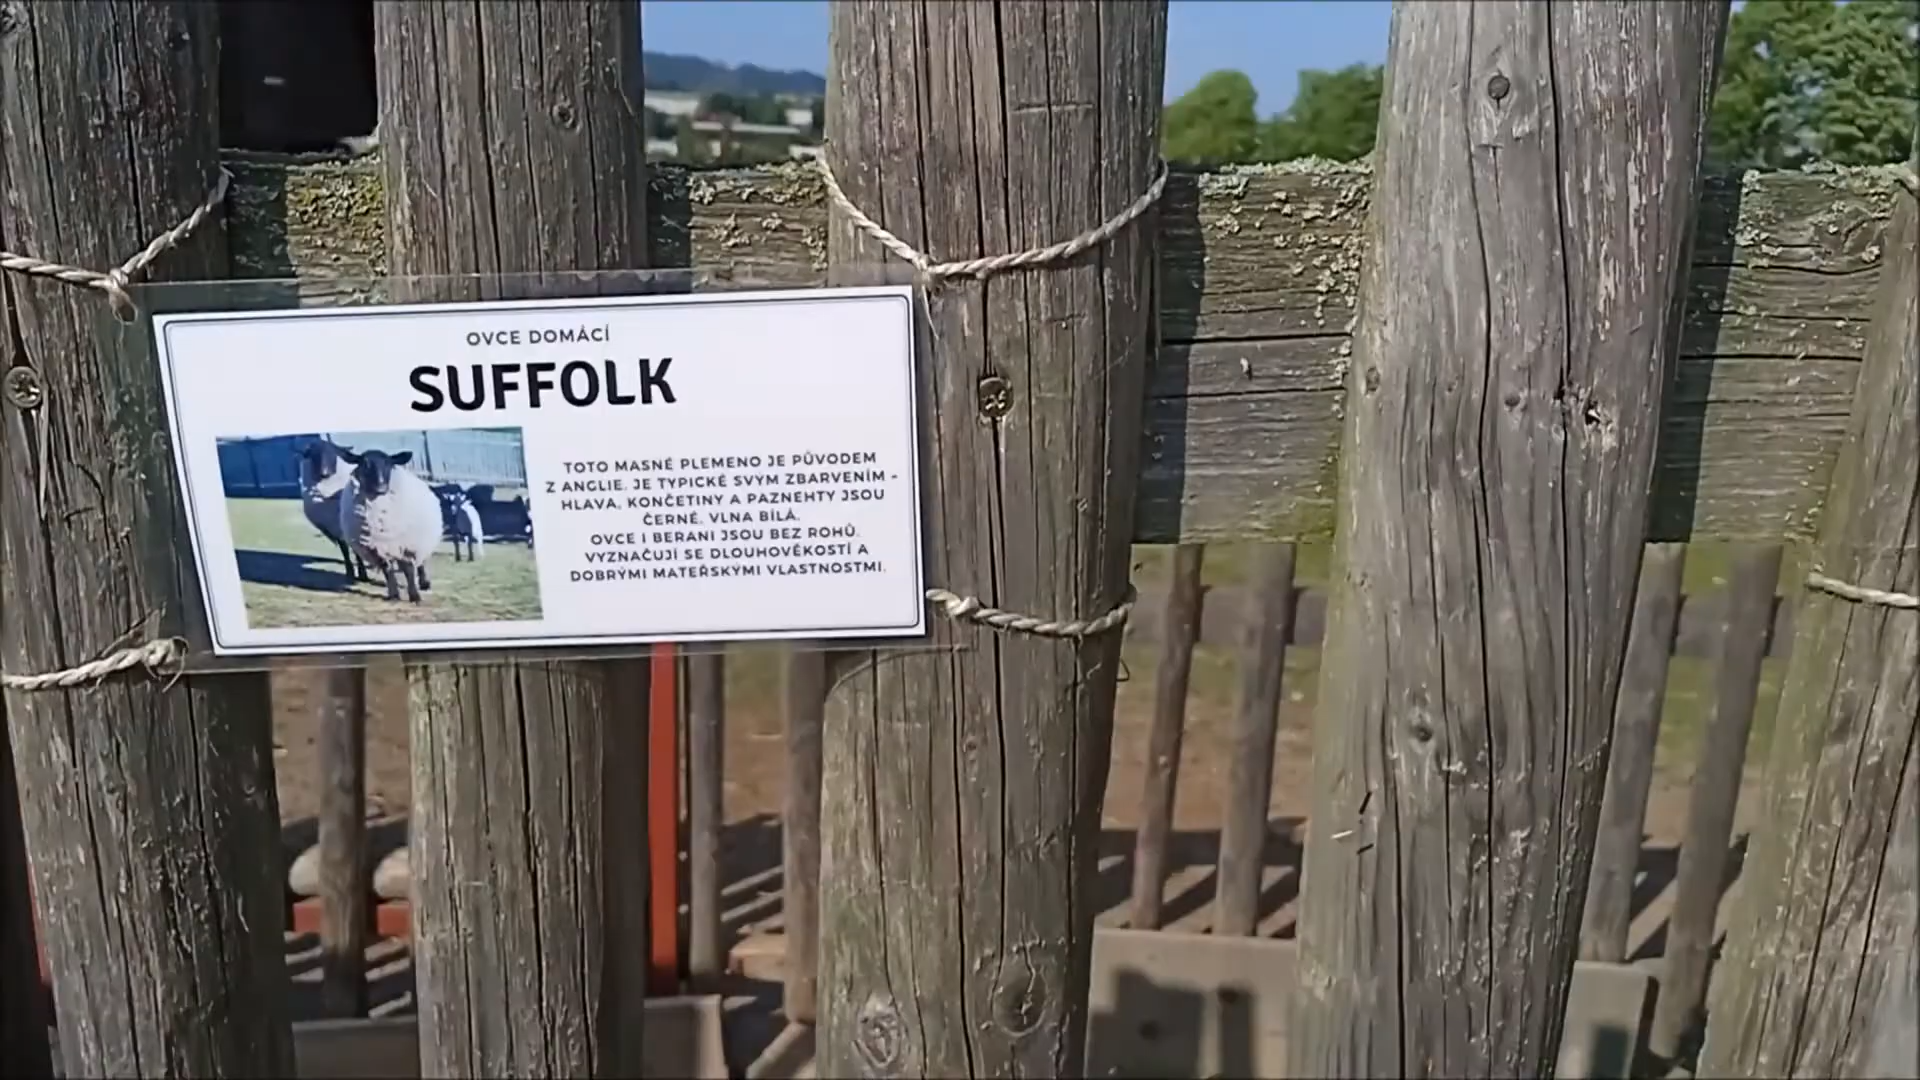 OVCE DOMÁCÍ
SUFFOLK
TOTO MASNÉ PLEMENO JE PŮVODEM
Z ANGLIE. JE TYPICKÉ SVÝM ZBARVENÍM -
HLAVA, KONČETINY A PAZNEHTY JSOU
ČERNÉ, VLNA BÍLÁ.
OVCE I BERANI JSOU BEZ ROHŮ.
VYZNAČUJÍ SE DLOUHOVĚKOSTÍ A
DOBRÝMI MATEŘSKÝMI VLASTNOSTMI.